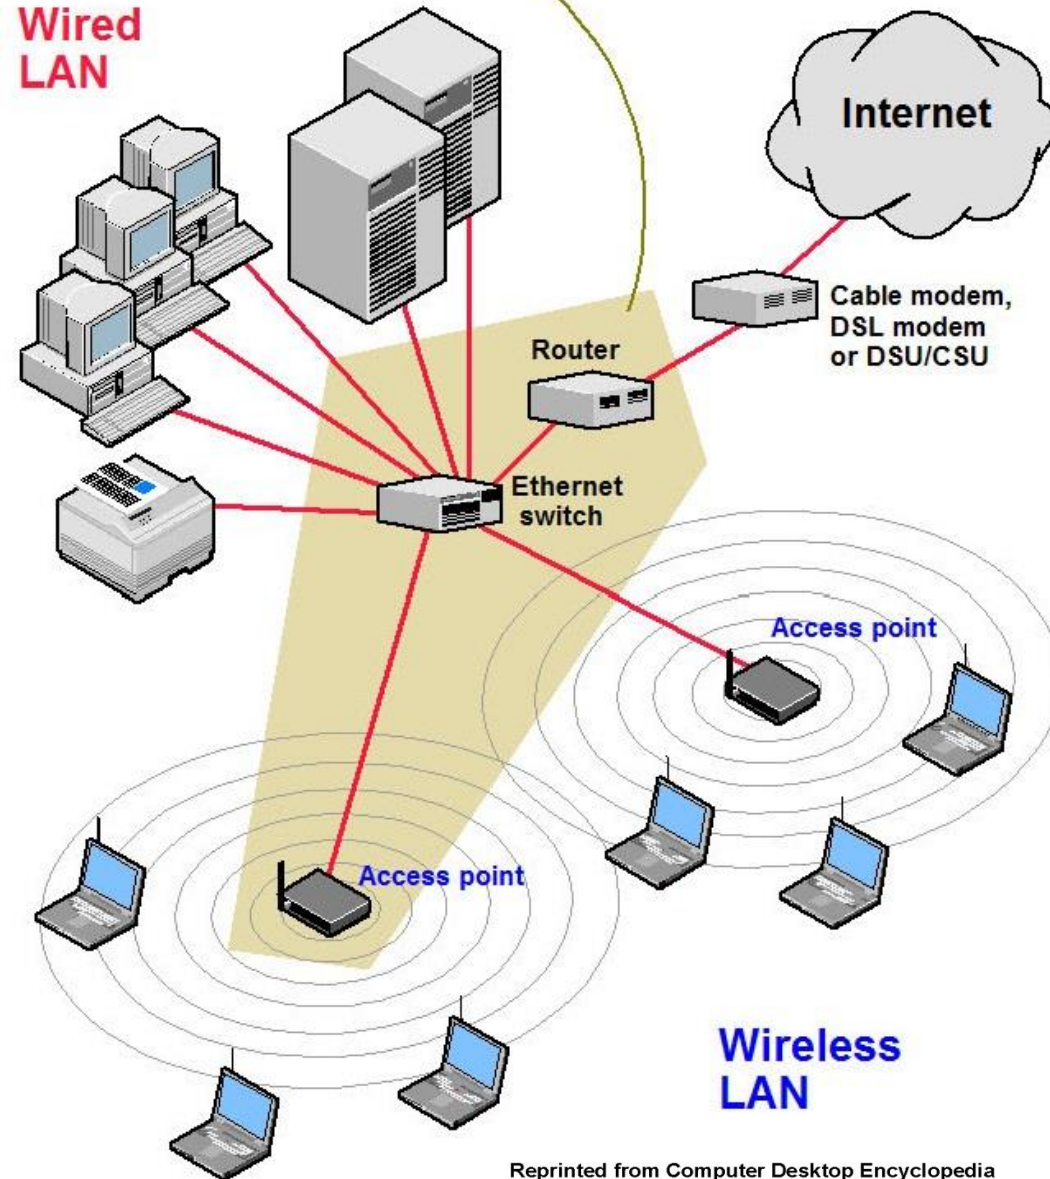 Wired
LAN
Internet
Cable modem,
DSL modem
or DSU/CSU
Router
Ethernet
switch
Access point
Access point
Wireless
LAN
Reprinted from Computer Desktop Encyclopedia